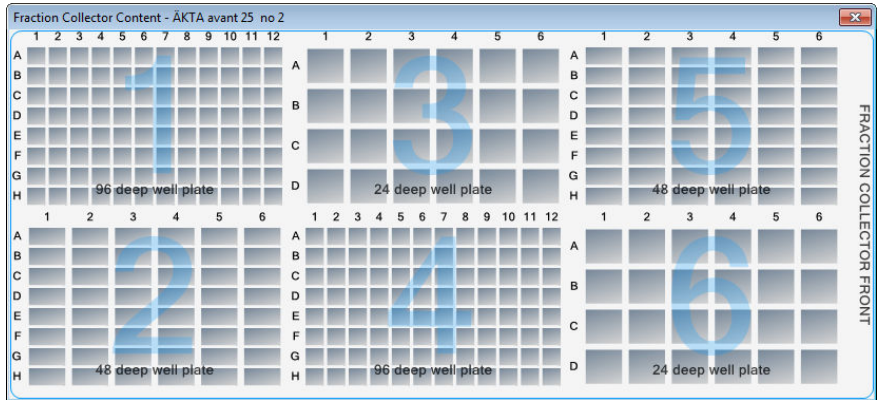 Fraction Collector Content - ÄKTA avant 25 no 2
1 2 3 4 5 6 7 8 9 10 11 12
A
B
C
D
E
F
G
H
1
96 deep well plate
1 2 3 4 5 6
A
B
C
D
3
24 deep well plate
1 2 3 4 5 6
A
B
C
D
E
F
G
H
5
48 deep well plate
1 2 3 4 5 6
A
B
C
D
E
F
G
H
2
48 deep well plate
1 2 3 4 5 6 7 8 9 10 11 12
A
B
C
D
E
F
G
H
4
96 deep well plate
1 2 3 4 5 6
A
B
C
D
6
24 deep well plate
FRACTION COLLECTOR FRONT